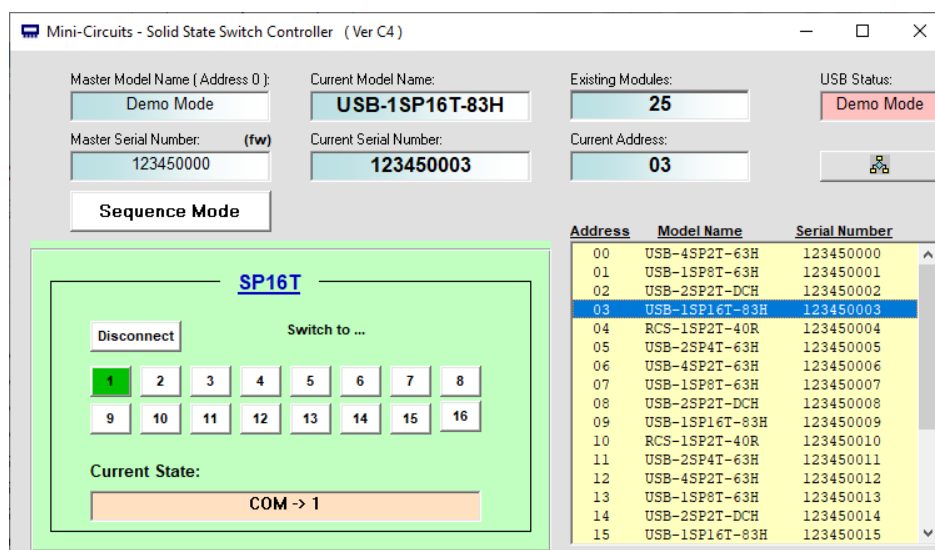 Mini-Circuits - Solid State Switch Controller ( Ver C4 )
Master Model Name ( Address 0 ): Current Model Name: Existing Modules: USB Status:
Demo Mode USB-1SP16T-83H 25 Demo Mode
Master Serial Number: (fw) Current Serial Number: Current Address:
123450000 123450003 03
Sequence Mode
Address Model Name Serial Number
00 USB-4SP2T-63H 123450000
01 USB-1SP8T-63H 123450001
02 USB-2SP2T-DCH 123450002
03 USB-1SP16T-83H 123450003
04 RCS-1SP2T-40R 123450004
05 USB-2SP4T-63H 123450005
06 USB-4SP2T-63H 123450006
07 USB-1SP8T-63H 123450007
08 USB-2SP2T-DCH 123450008
09 USB-1SP16T-83H 123450009
10 RCS-1SP2T-40R 123450010
11 USB-2SP4T-63H 123450011
12 USB-4SP2T-63H 123450012
13 USB-1SP8T-63H 123450013
14 USB-2SP2T-DCH 123450014
15 USB-1SP16T-83H 123450015
SP16T
Disconnect Switch to ...
1 2 3 4 5 6 7 8
9 10 11 12 13 14 15 16
Current State:
COM -> 1